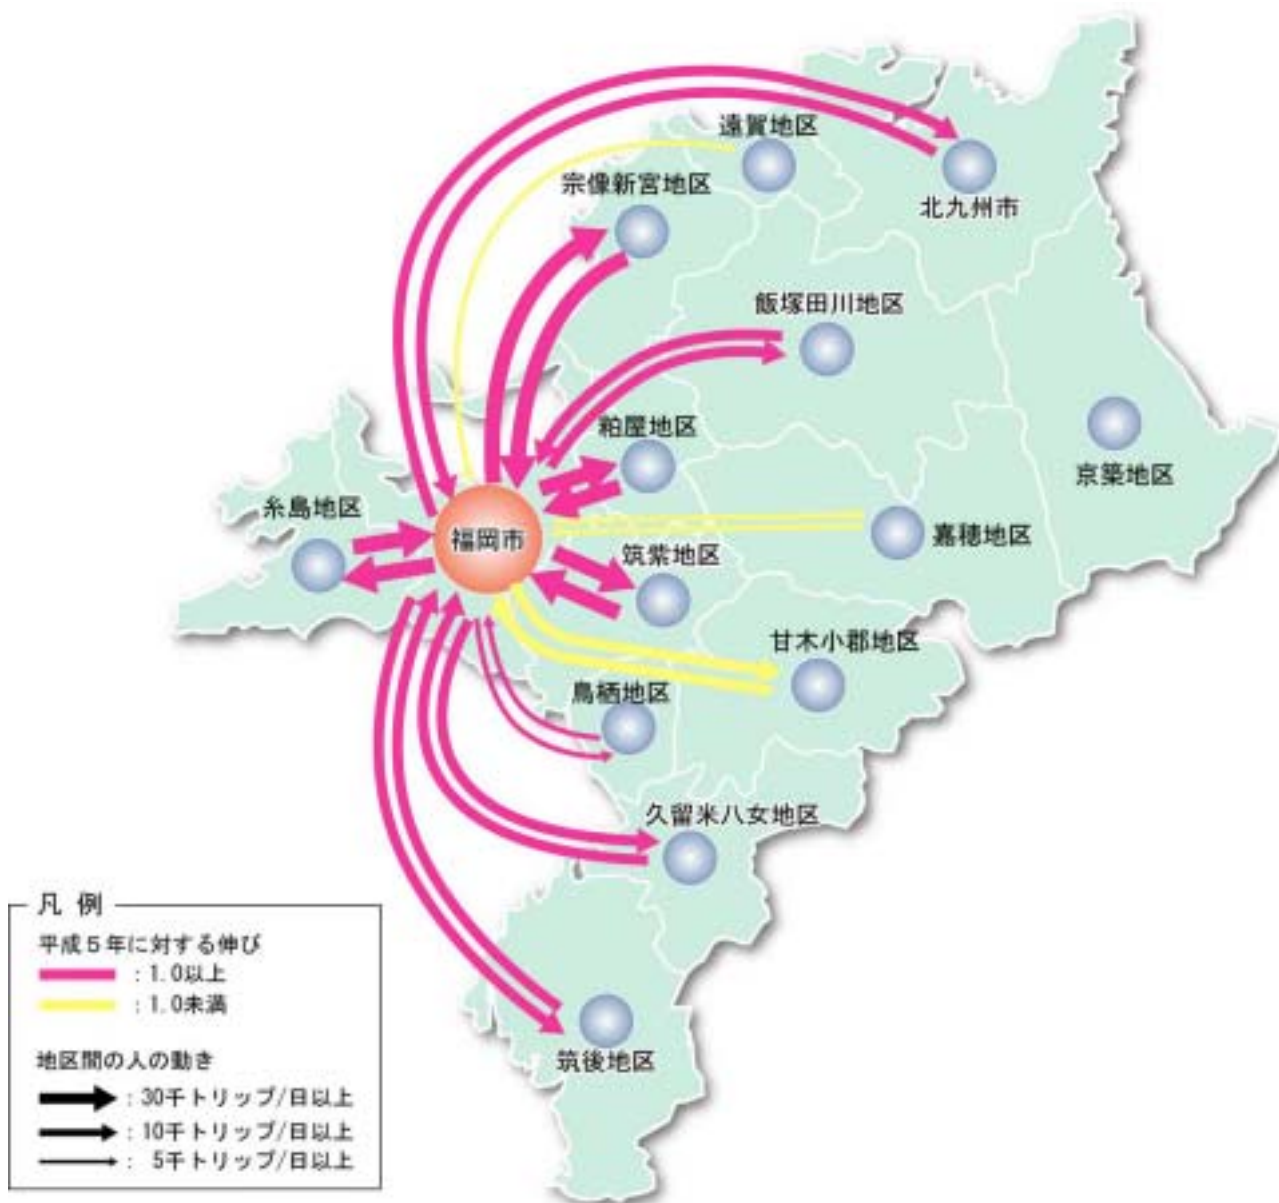 遠賀地区
宗像新宮地区
北九州市
飯塚田川地区
粕屋地区
京築地区
糸島地区
福岡市
嘉穂地区
筑紫地区
甘木小郡地区
鳥栖地区
久留米八女地区
筑後地区
凡 例
平成5年に対する伸び
：1.0以上
：1.0未満
地区間の人の動き
：30千トリップ/日以上
：10千トリップ/日以上
： 5千トリップ/日以上